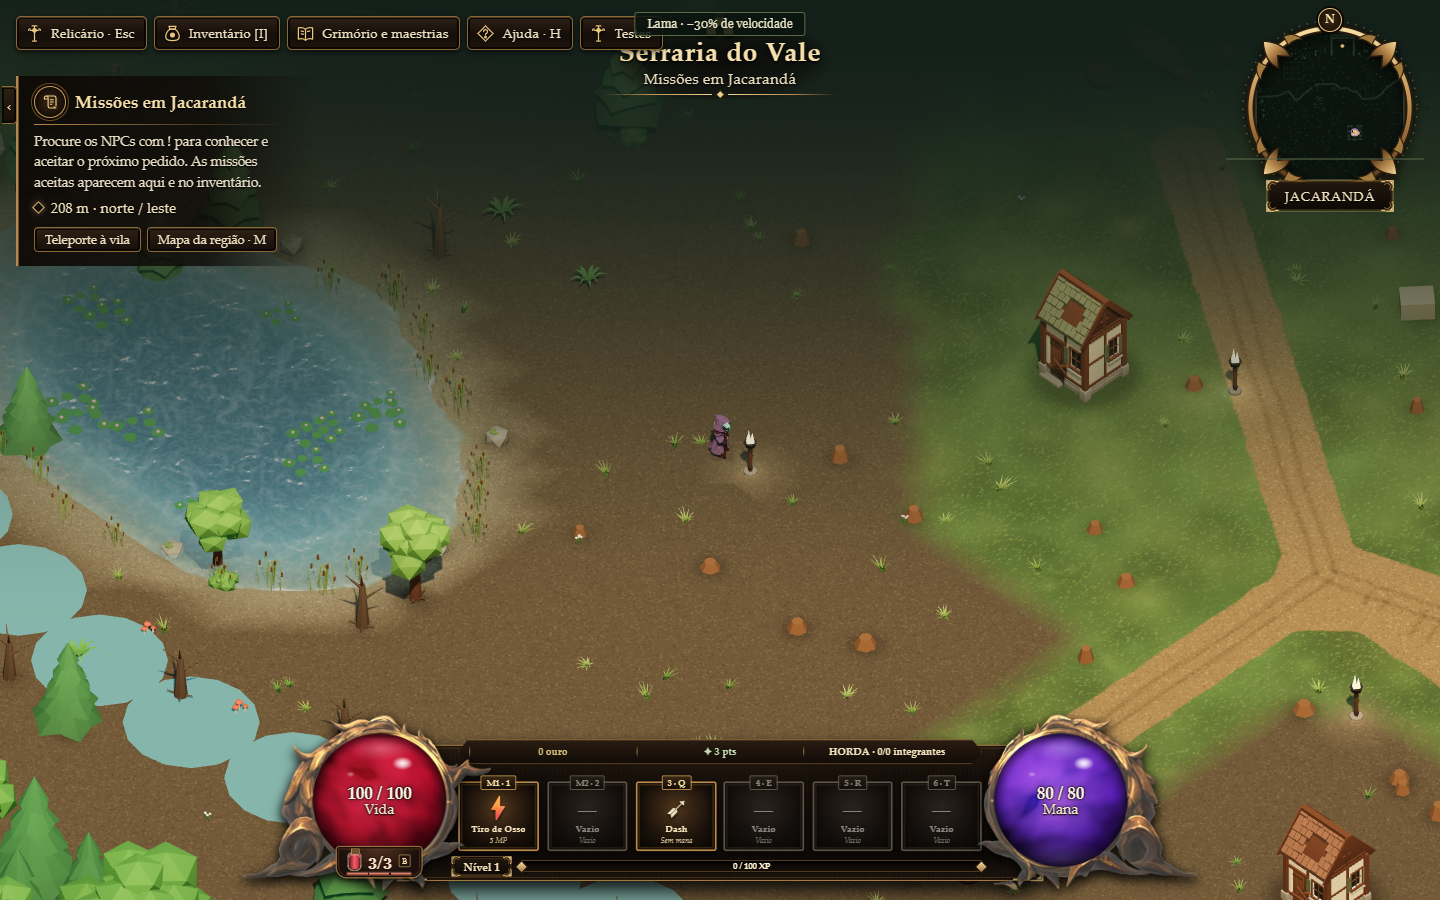 Relicário · Esc
Inventário [I]
Grimório e maestrias
Ajuda · H
Lama · −30% de velocidade
Serraria do Vale
Missões em Jacarandá
N
JACARANDÁ
‹
Missões em Jacarandá
Procure os NPCs com ! para conhecer e
aceitar o próximo pedido. As missões
aceitas aparecem aqui e no inventário.
208 m · norte / leste
Teleporte à vila
Mapa da região · M
0 ouro
3 pts
HORDA · 0/0 integrantes
100 / 100
Vida
3/3
B
M1 · 1
Tiro de Osso
5 MP
M2 · 2
Vazio
Vazio
3 · Q
Dash
Sem mana
4 · E
Vazio
Vazio
5 · R
Vazio
Vazio
6 · T
Vazio
Vazio
80 / 80
Mana
Nível 1
0 / 100 XP